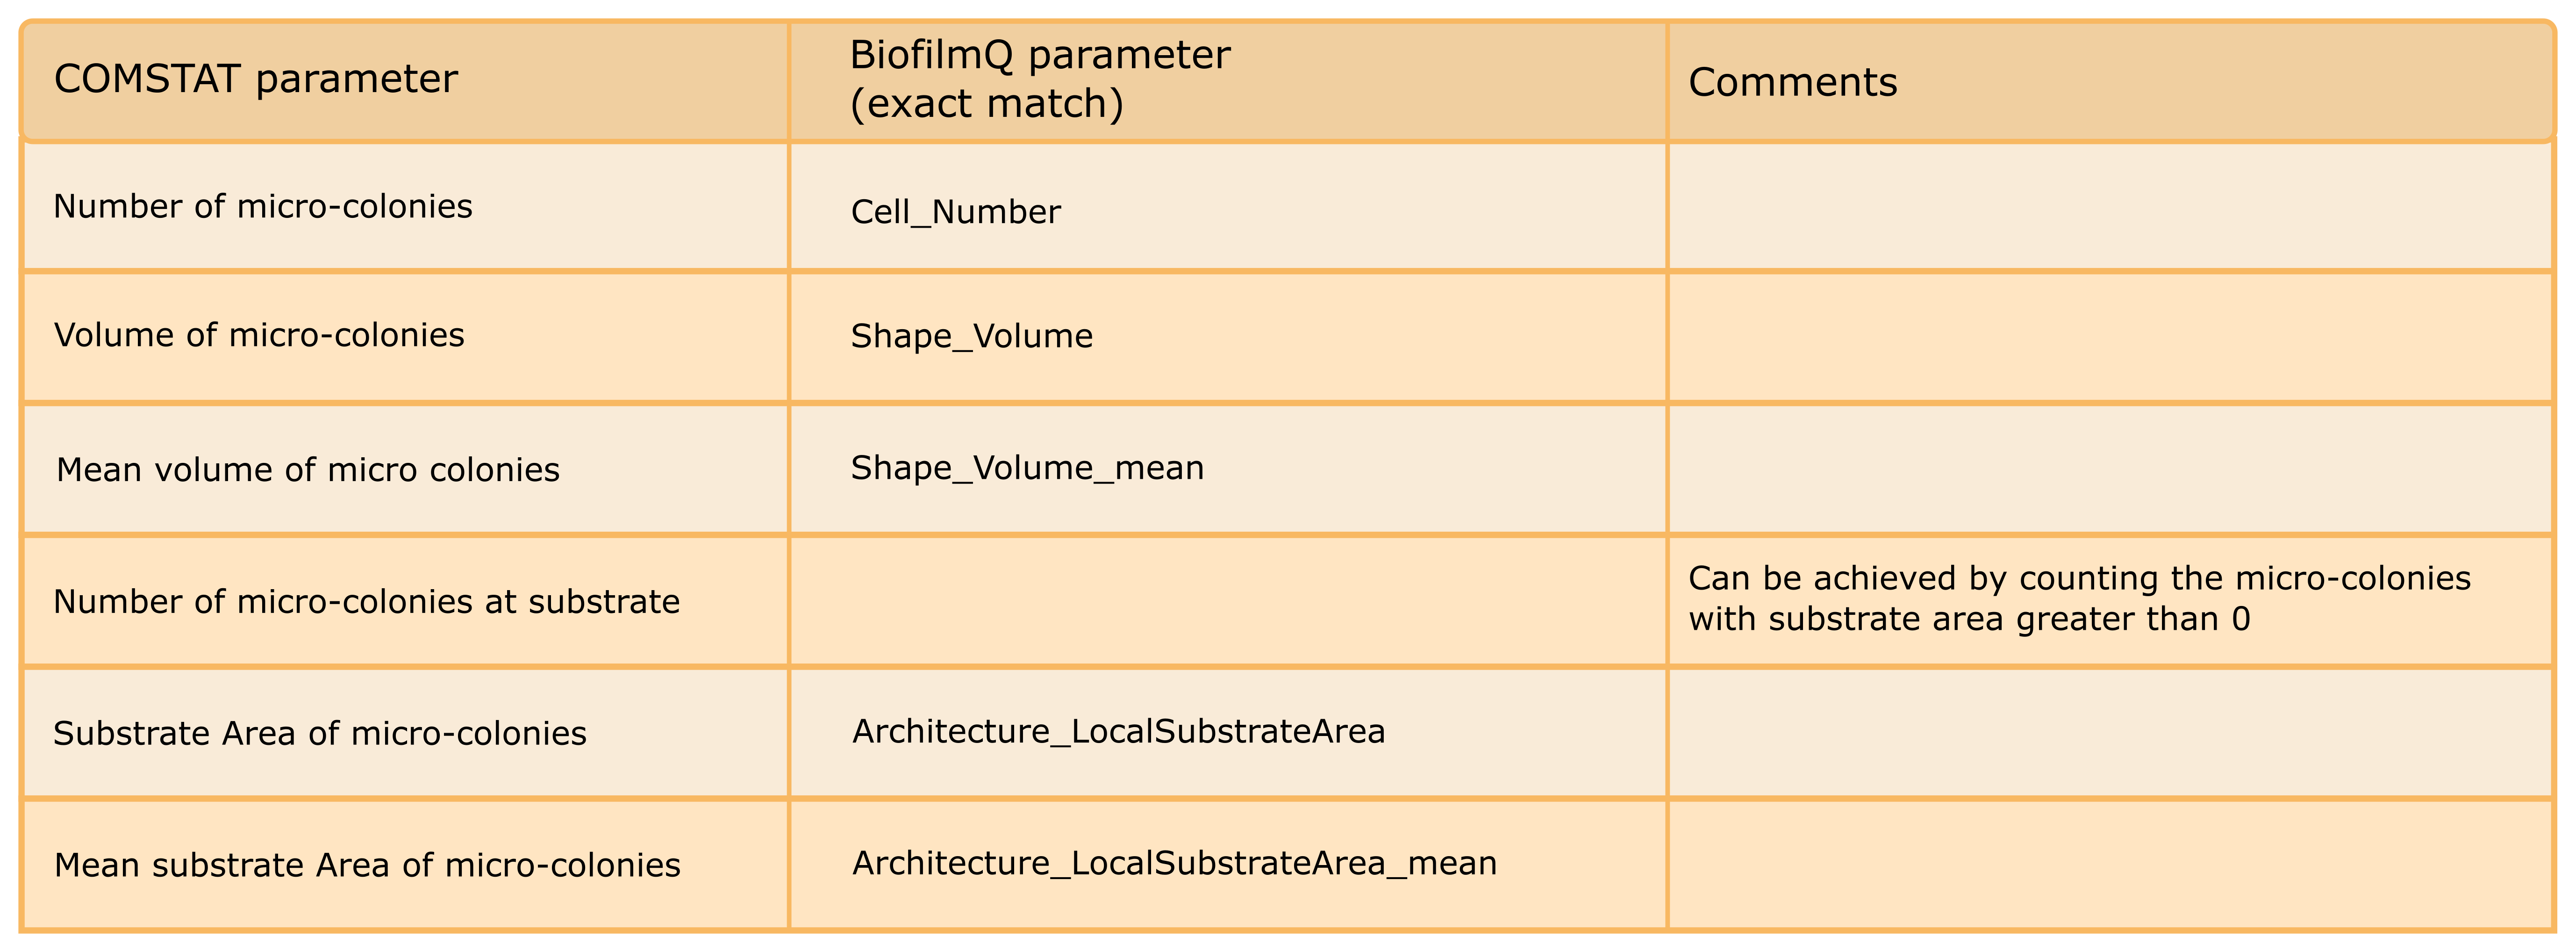 COMSTAT parameter
BiofilmQ parameter
(exact match)
Comments
Number of micro-colonies
Cell_Number
Volume of micro-colonies
Shape_Volume
Mean volume of micro colonies
Shape_Volume_mean
Number of micro-colonies at substrate
Can be achieved by counting the micro-colonies
with substrate area greater than 0
Substrate Area of micro-colonies
Architecture_LocalSubstrateArea
Mean substrate Area of micro-colonies
Architecture_LocalSubstrateArea_mean